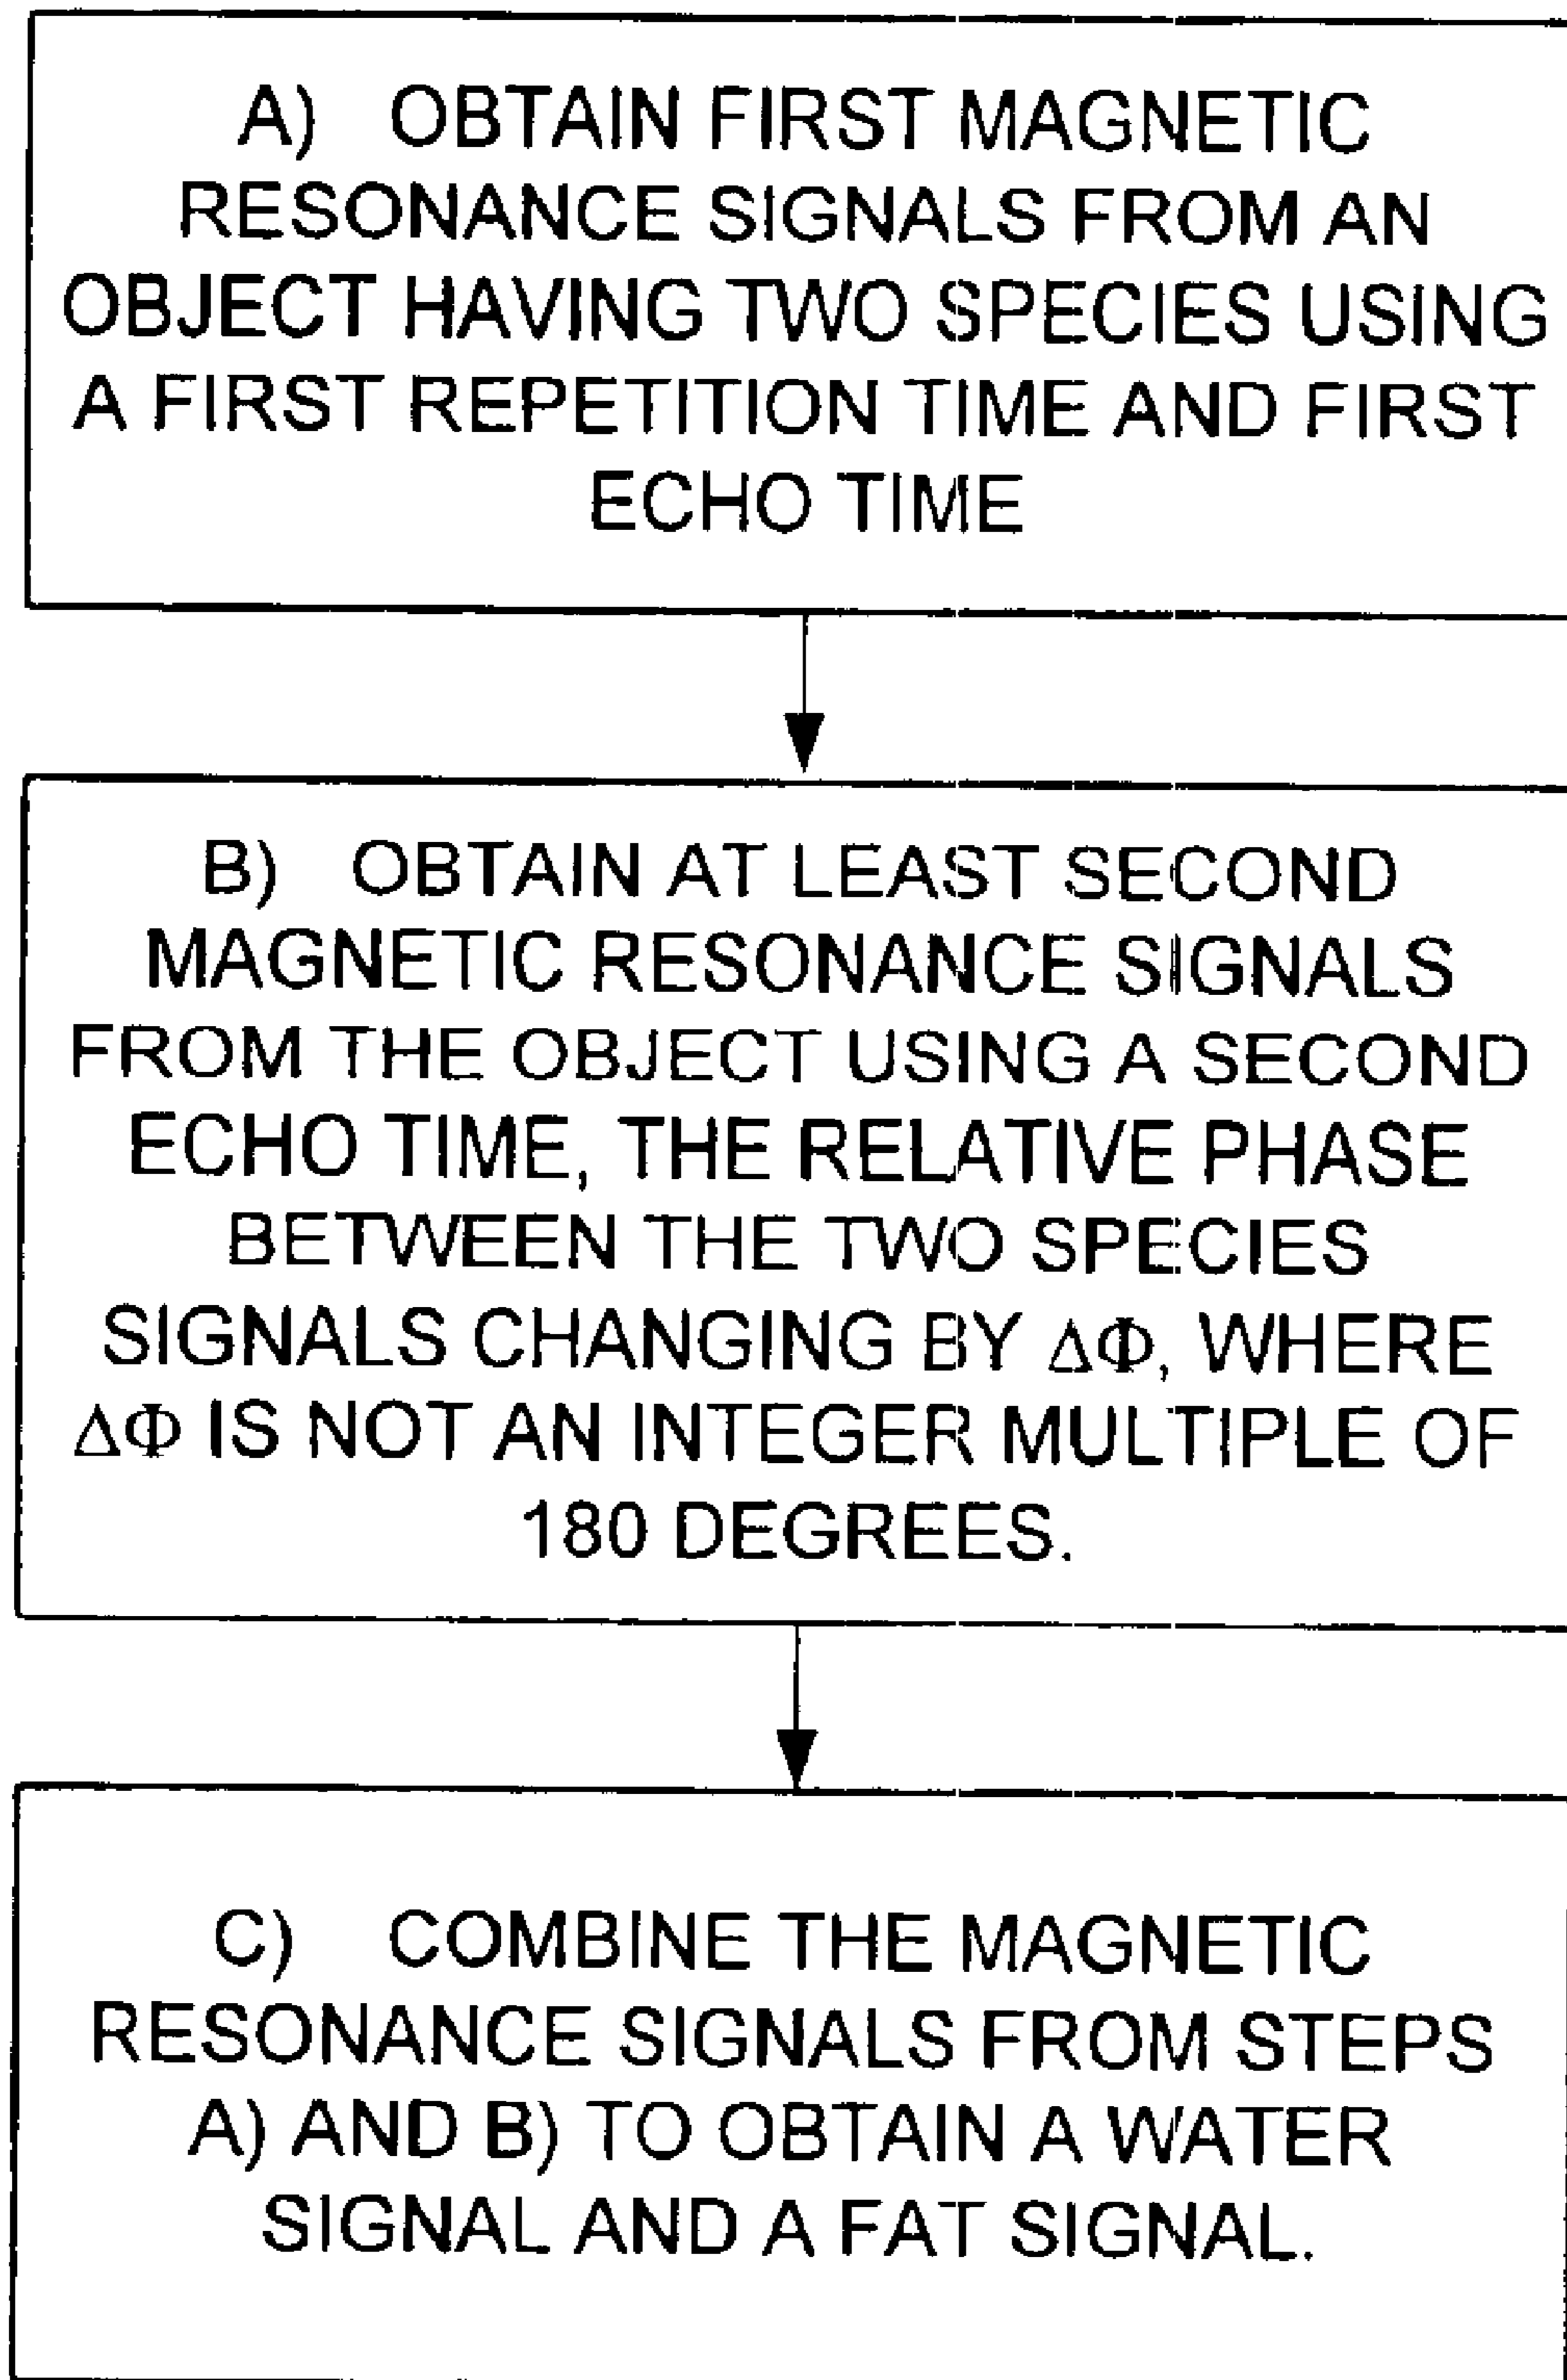 A) OBTAIN FIRST MAGNETIC
RESONANCE SIGNALS FROM AN
OBJECT HAVING TWO SPECIES USING
A FIRST REPETITION TIME AND FIRST
ECHO TIME
B) OBTAIN AT LEAST SECOND
MAGNETIC RESONANCE SIGNALS
FROM THE OBJECT USING A SECOND
ECHO TIME, THE RELATIVE PHASE
BETWEEN THE TWO SPECIES
SIGNALS CHANGING BY ΔΦ, WHERE
ΔΦ IS NOT AN INTEGER MULTIPLE OF
180 DEGREES.
C) COMBINE THE MAGNETIC
RESONANCE SIGNALS FROM STEPS
A) AND B) TO OBTAIN A WATER
SIGNAL AND A FAT SIGNAL.